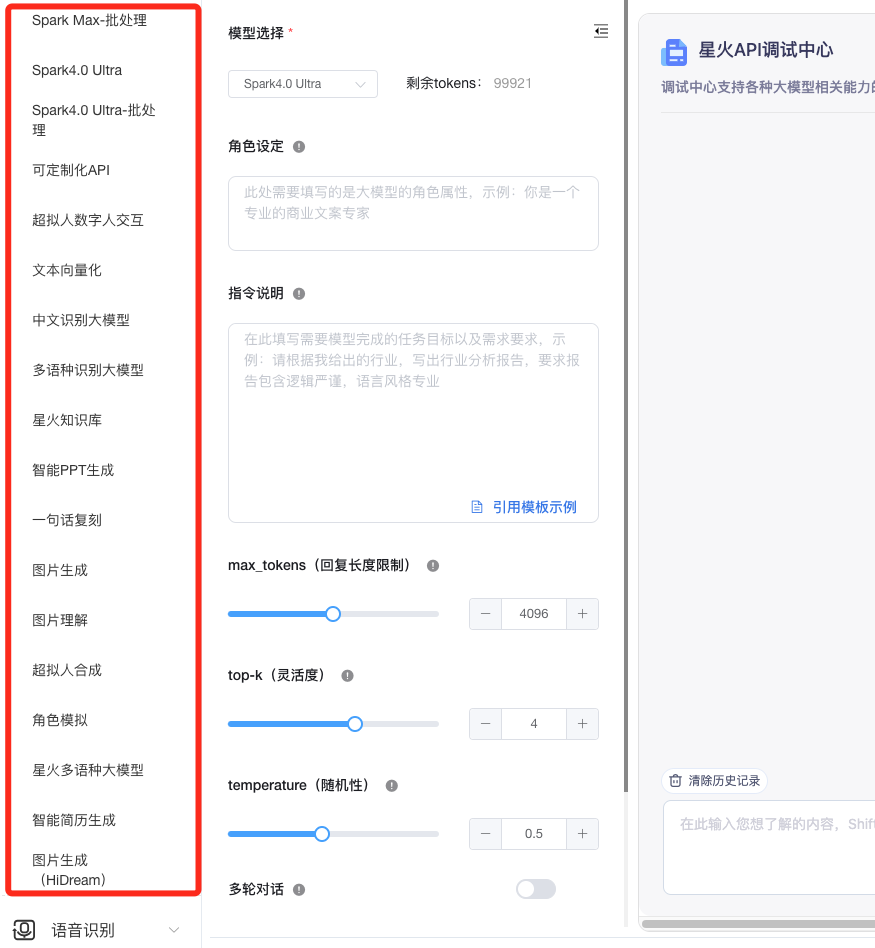 Spark Max-批处理
Spark4.0 Ultra
Spark4.0 Ultra-批处
理
可定制化API
超拟人数字人交互
文本向量化
中文识别大模型
多语种识别大模型
星火知识库
智能PPT生成
一句话复刻
图片生成
图片理解
超拟人合成
角色模拟
星火多语种大模型
智能简历生成
图片生成
（HiDream）
语音识别
模型选择 *
Spark4.0 Ultra
剩余tokens： 99921
角色设定
此处需要填写的是大模型的角色属性，示例：你是一个
专业的商业文案专家
指令说明
在此填写需要模型完成的任务目标以及需求要求，示
例：请根据我给出的行业，写出行业分析报告，要求报
告包含逻辑严谨，语言风格专业
引用模板示例
max_tokens（回复长度限制）
4096
top-k（灵活度）
4
temperature（随机性）
0.5
多轮对话
星火API调试中心
调试中心支持各种大模型相关能力的
清除历史记录
在此输入您想了解的内容，Shift